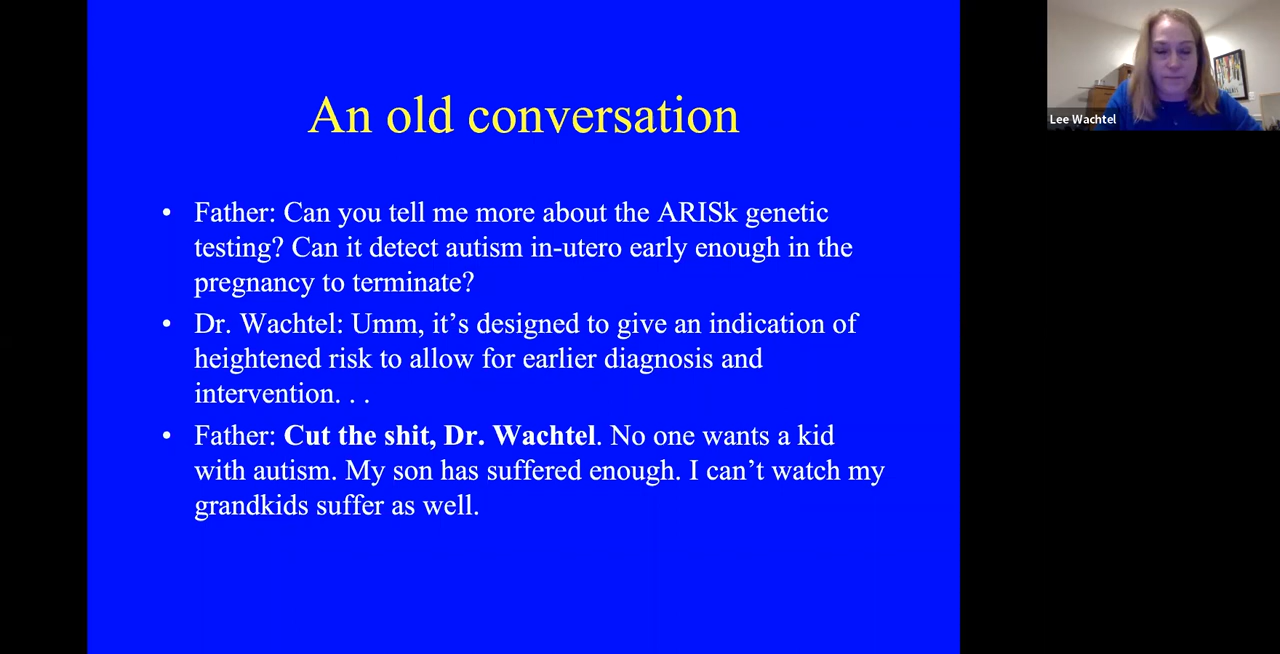 An old conversation
• Father: Can you tell me more about the ARISk genetic
testing? Can it detect autism in-utero early enough in the
pregnancy to terminate?
• Dr. Wachtel: Umm, it’s designed to give an indication of
heightened risk to allow for earlier diagnosis and
intervention. . .
• Father: Cut the shit, Dr. Wachtel. No one wants a kid
with autism. My son has suffered enough. I can’t watch my
grandkids suffer as well.
Lee Wachtel